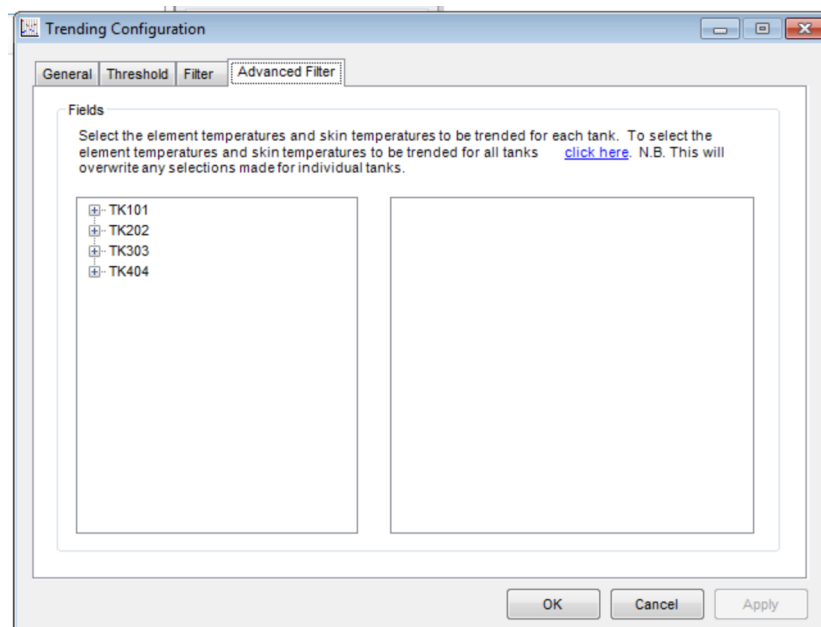 Trending Configuration
General Threshold Filter Advanced Filter
Fields
Select the element temperatures and skin temperatures to be trended for each tank. To select the
element temperatures and skin temperatures to be trended for all tanks click here. N.B. This will
overwrite any selections made for individual tanks.
TK101
TK202
TK303
TK404
OK Cancel Apply